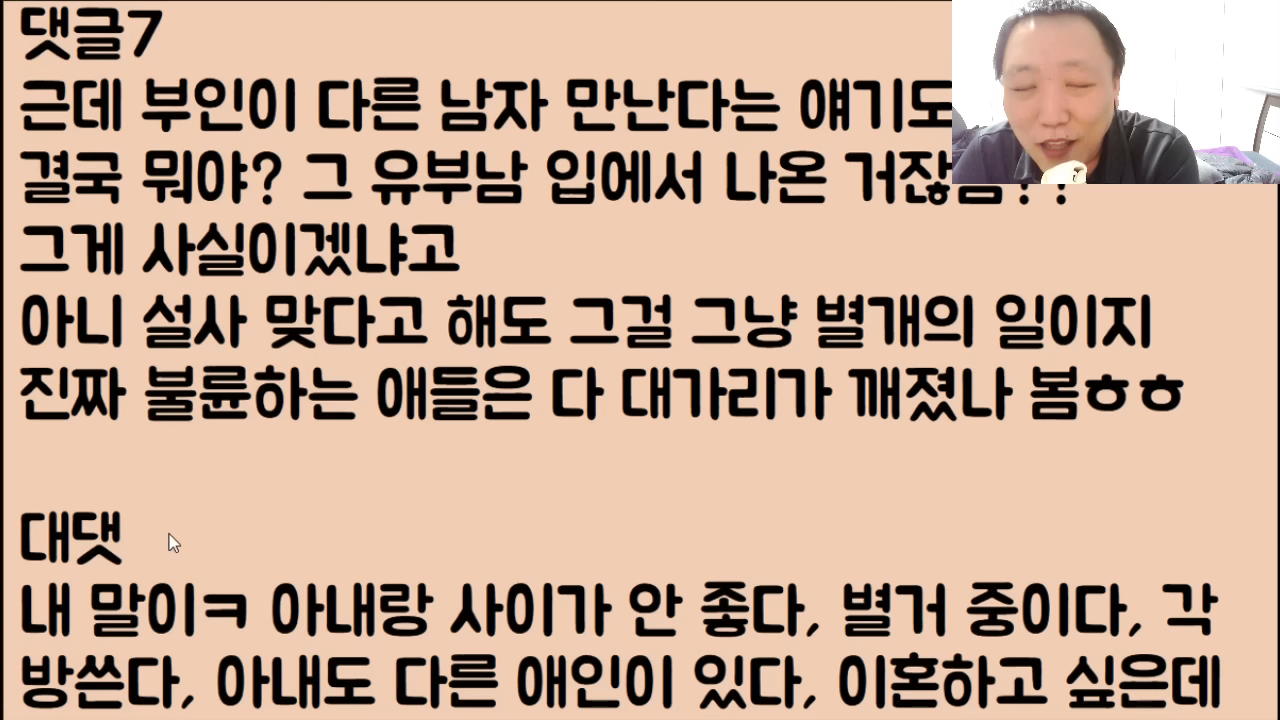 댓글7
근데 부인이 다른 남자 만난다는 얘기도
결국 뭐야? 그 유부남 입에서 나온
그게 사실이겠냐고
아니 설사 맞다고 해도 그걸 그냥 별개의 일이지
진짜 불륜하는 애들은 다 대가리가 깨졌나 봄ㅎㅎ
대댓
내 말이ㅋ 아내랑 사이가 안 좋다, 별거 중이다, 각
방쓴다, 아내도 다른 애인이 있다, 이혼하고 싶은데